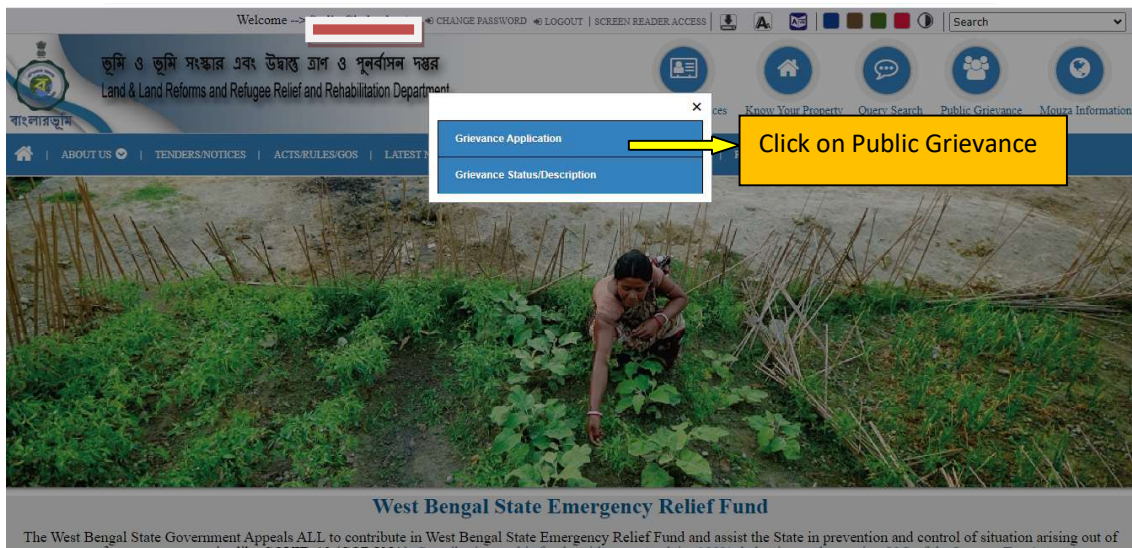 Welcome -->
CHANGE PASSWORD LOGOUT | SCREEN READER ACCESS
Search
ভূমি ও ভূমি সংস্কার এবং উদ্বাস্তু ত্রাণ ও পুনর্বাসন দপ্তর
Land & Land Reforms and Refugee Relief and Rehabilitation Department
বাংলারভূমি
Know Your Property
Query Search
Public Grievance
Mouza Information
×
Grievance Application
Grievance Status/Description
Click on Public Grievance
ABOUT US | TENDERS/NOTICES | ACTS/RULES/GOS |
West Bengal State Emergency Relief Fund
The West Bengal State Government Appeals ALL to contribute in West Bengal State Emergency Relief Fund and assist the State in prevention and control of situation arising out of